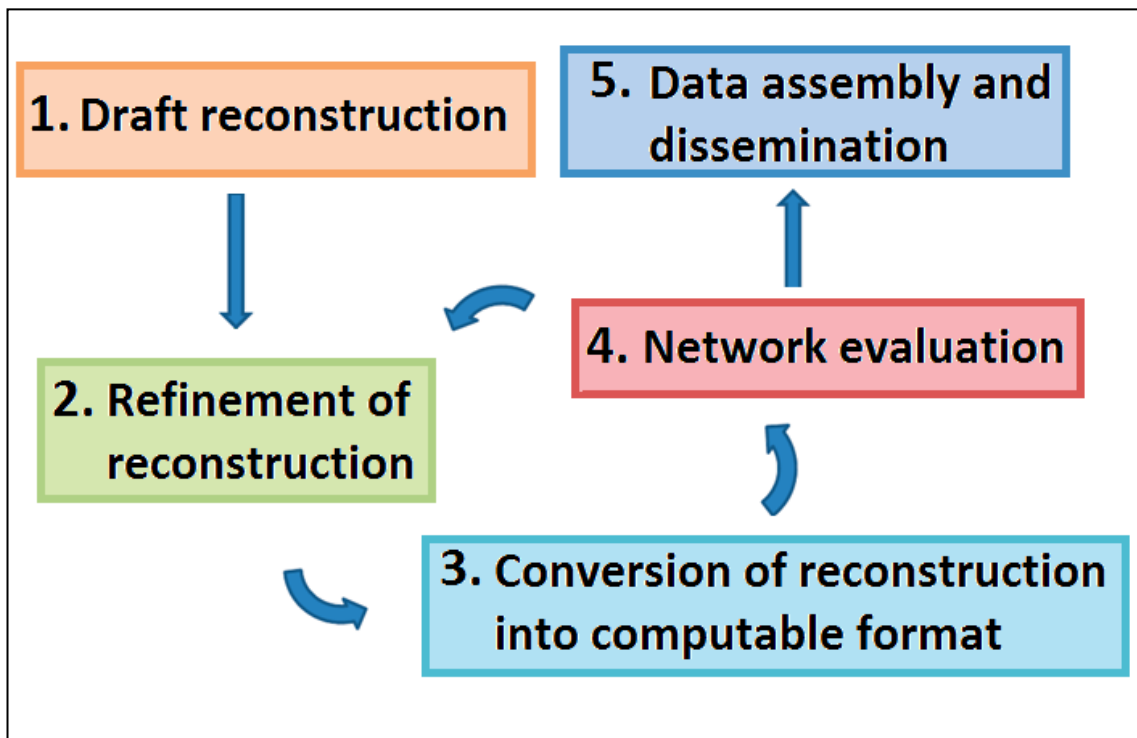 1. Draft reconstruction
5. Data assembly and
dissemination
4. Network evaluation
2. Refinement of
reconstruction
3. Conversion of reconstruction
into computable format